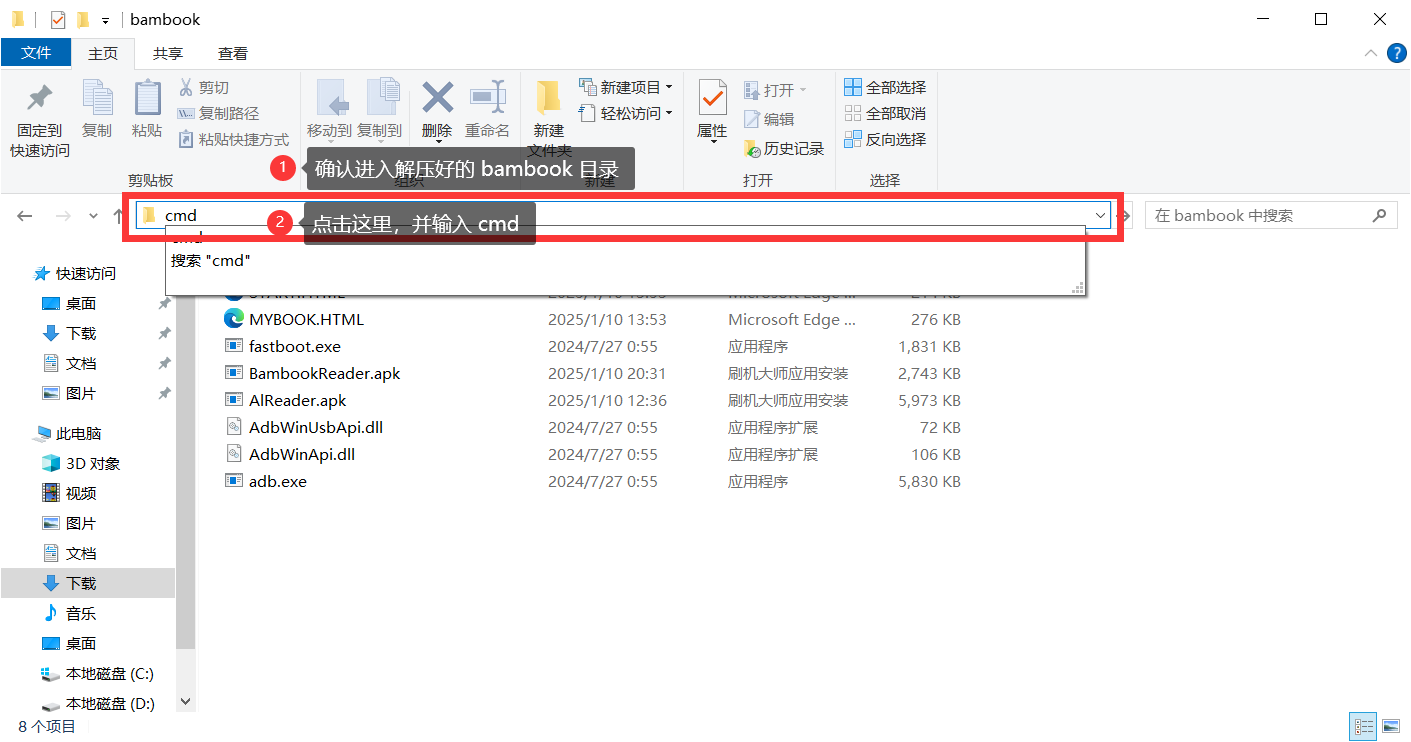 bambook
文件 主页 共享 查看
固定到
快速访问
复制
粘贴
剪切
复制路径
粘贴快捷方式
剪贴板
移动到 复制到 删除 重命名
组织
新建
文件夹
新建项目
轻松访问
新建
属性
打开
编辑
历史记录
打开
全部选择
全部取消
反向选择
选择
1 确认进入解压好的 bambook 目录
cmd
2 点击这里，并输入 cmd
在 bambook 中搜索
cmd
搜索 "cmd"
快速访问
桌面
下载
文档
图片
此电脑
3D 对象
视频
图片
文档
下载
音乐
桌面
本地磁盘 (C:)
本地磁盘 (D:)
MYBOOK.HTML 2025/1/10 13:53 Microsoft Edge ... 276 KB
fastboot.exe 2024/7/27 0:55 应用程序 1,831 KB
BambookReader.apk 2025/1/10 20:31 刷机大师应用安装 2,743 KB
AlReader.apk 2025/1/10 12:36 刷机大师应用安装 5,973 KB
AdbWinUsbApi.dll 2024/7/27 0:55 应用程序扩展 72 KB
AdbWinApi.dll 2024/7/27 0:55 应用程序扩展 106 KB
adb.exe 2024/7/27 0:55 应用程序 5,830 KB
8 个项目